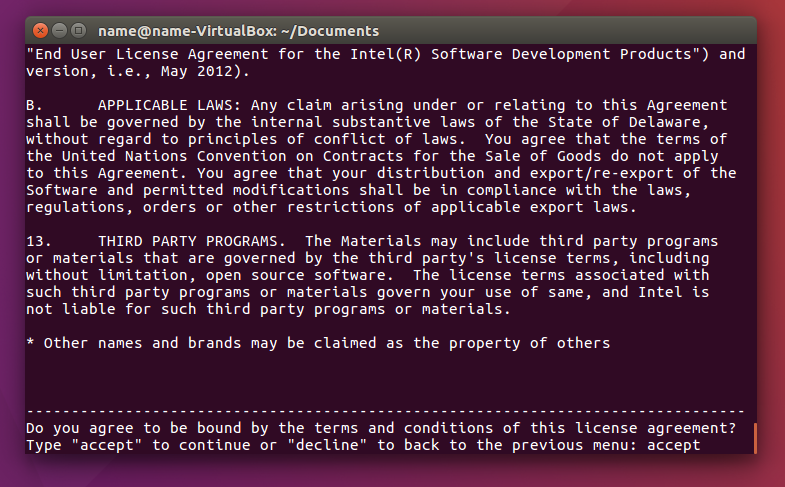 name@name-VirtualBox: ~/Documents
"End User License Agreement for the Intel(R) Software Development Products") and
version, i.e., May 2012).
B. APPLICABLE LAWS: Any claim arising under or relating to this Agreement
shall be governed by the internal substantive laws of the State of Delaware,
without regard to principles of conflict of laws. You agree that the terms of
the United Nations Convention on Contracts for the Sale of Goods do not apply
to this Agreement. You agree that your distribution and export/re-export of the
Software and permitted modifications shall be in compliance with the laws,
regulations, orders or other restrictions of applicable export laws.
13. THIRD PARTY PROGRAMS. The Materials may include third party programs
or materials that are governed by the third party's license terms, including
without limitation, open source software. The license terms associated with
such third party programs or materials govern your use of same, and Intel is
not liable for such third party programs or materials.
* Other names and brands may be claimed as the property of others
--------------------------------------------------------------------------------
Do you agree to be bound by the terms and conditions of this license agreement?
Type "accept" to continue or "decline" to back to the previous menu: accept